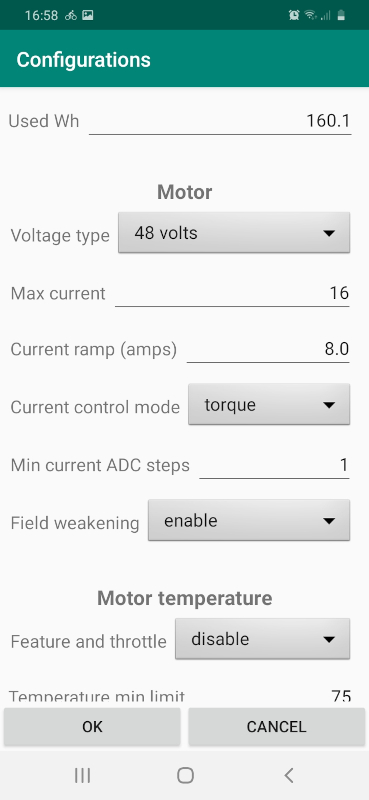 16:58
Configurations
Used Wh 160.1
Motor
Voltage type 48 volts
Max current 16
Current ramp (amps) 8.0
Current control mode torque
Min current ADC steps 1
Field weakening enable
Motor temperature
Feature and throttle disable
Temperature min limit 75
OK CANCEL